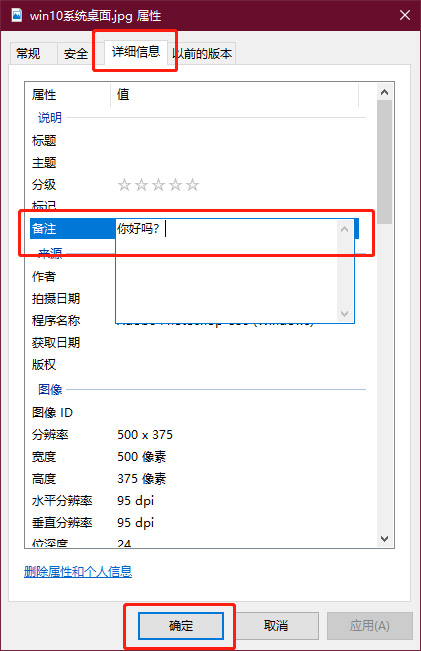 win10系统桌面.jpg 属性
常规 安全 详细信息 以前的版本
属性 值
说明
标题
主题
分级
标记
备注 你好吗?
来源
作者
拍摄日期
程序名称
获取日期
版权
图像
图像 ID
分辨率 500 x 375
宽度 500 像素
高度 375 像素
水平分辨率 95 dpi
垂直分辨率 95 dpi
位深度 24
删除属性和个人信息
确定 取消 应用(A)